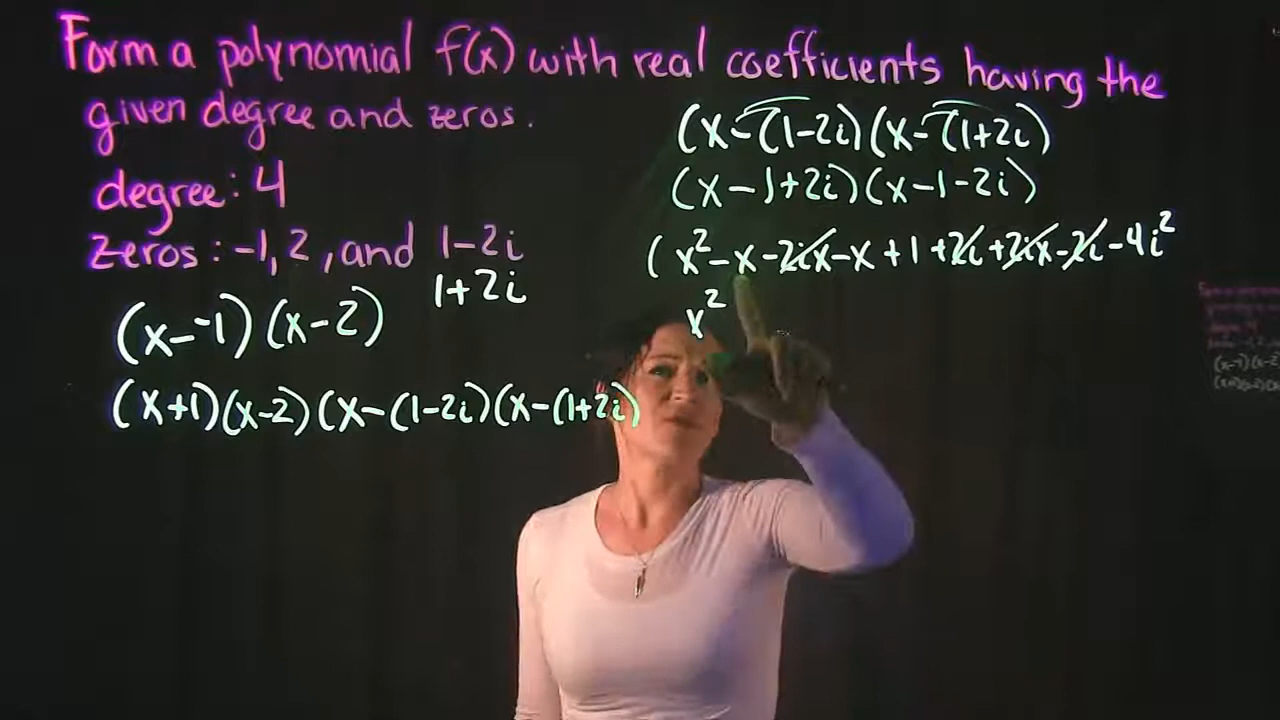 Form a polynomial f(x) with real coefficients having the
given degree and zeros.
degree: 4
zeros: -1, 2, and 1-2i
1+2i
(x--1)(x-2)
(x+1)(x-2)(x-(1-2i)(x-(1+2i)
(x-(1-2i)(x-(1+2i)
(x-1+2i)(x-1-2i)
(x²-x-2ix-x+1+2i+2ix-2i-4i²
x²